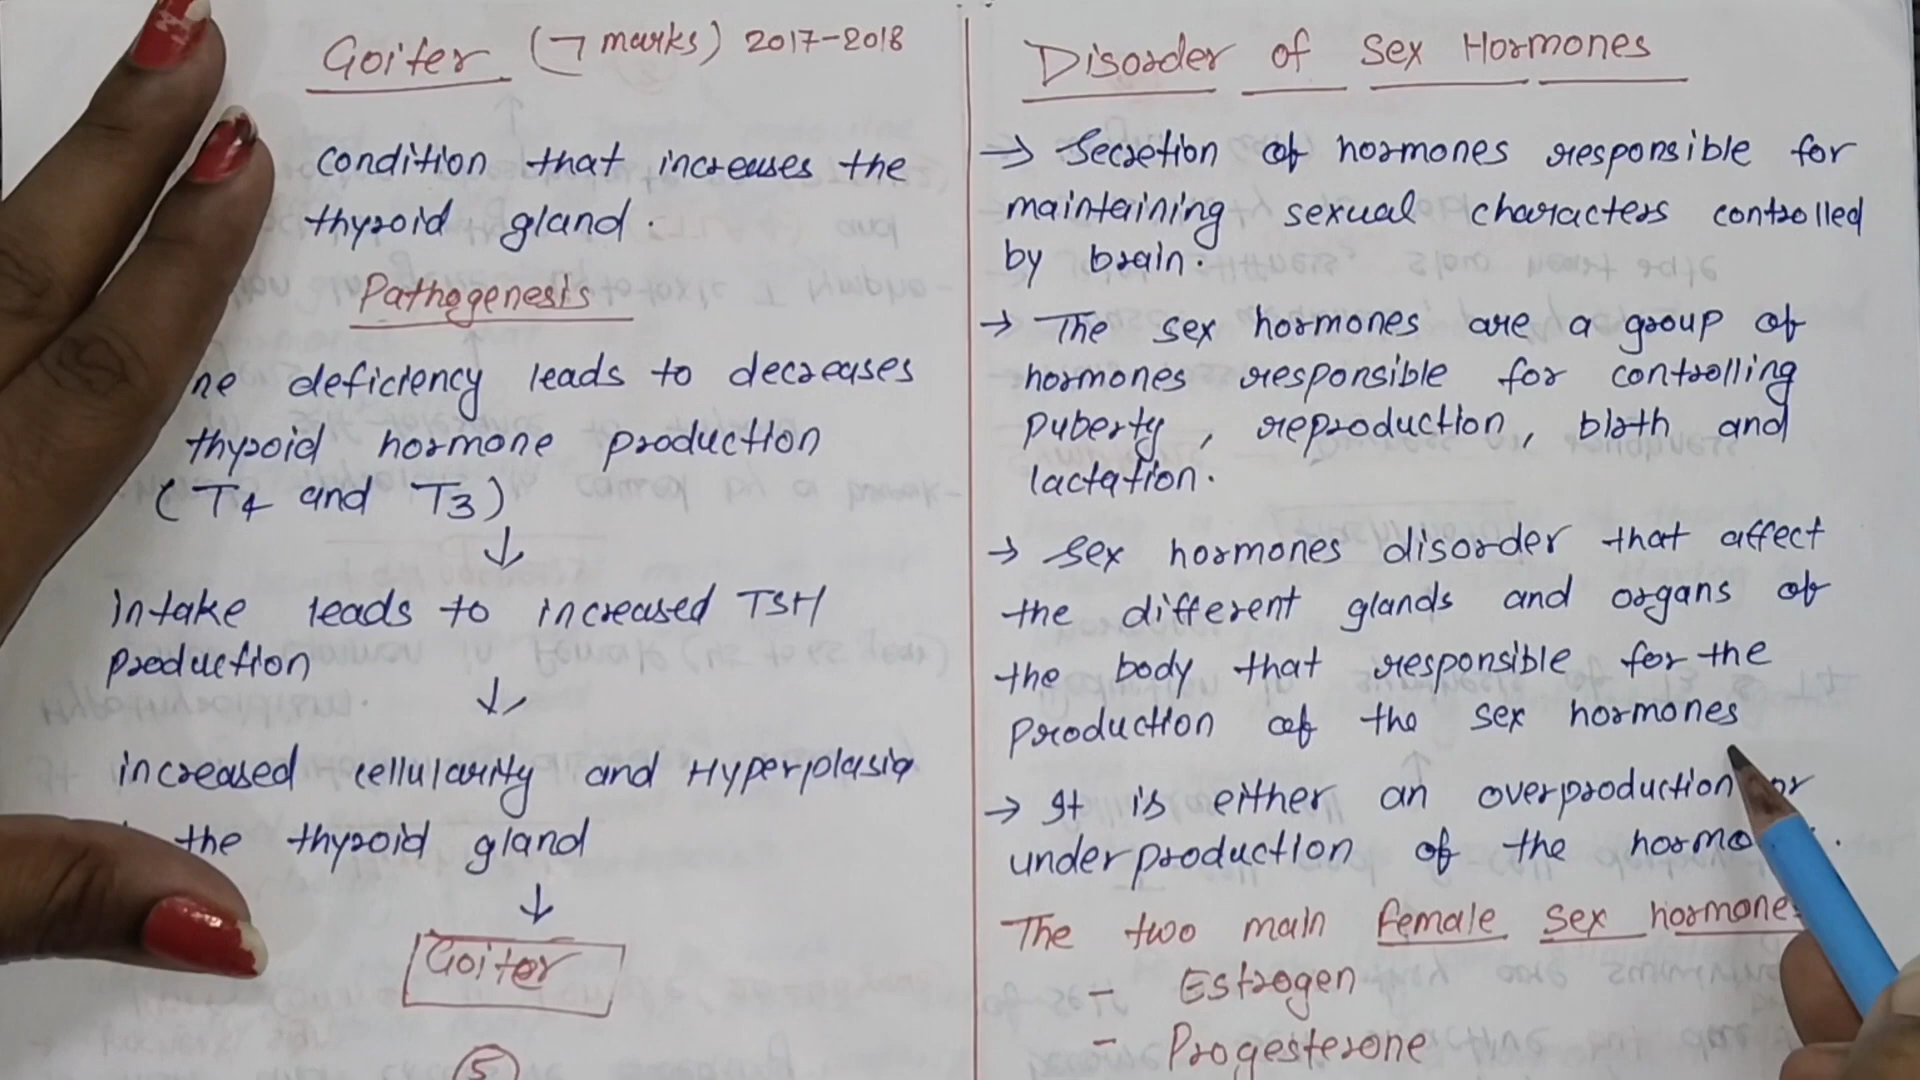 Goiter (7 marks) 2017-2018
condition that increases the
thyroid gland.
Pathogenesis
ne deficiency leads to decreases
thyroid hormone production
(T4 and T3)
↓
intake leads to increased TSH
production
↓
increased cellularity and Hyperplasia
the thyroid gland
↓
Goiter
5
Disorder of Sex Hormones
→ Secretion of hormones responsible for
maintaining sexual characters controlled
by brain.
→ The sex hormones are a group of
hormones responsible for controlling
puberty, reproduction, birth and
lactation.
→ Sex hormones disorder that affect
the different glands and organs of
the body that responsible for the
production of the sex hormones
→ It is either an overproduction or
underproduction of the hormo
The two main female sex hormones
- Estrogen
- Progesterone